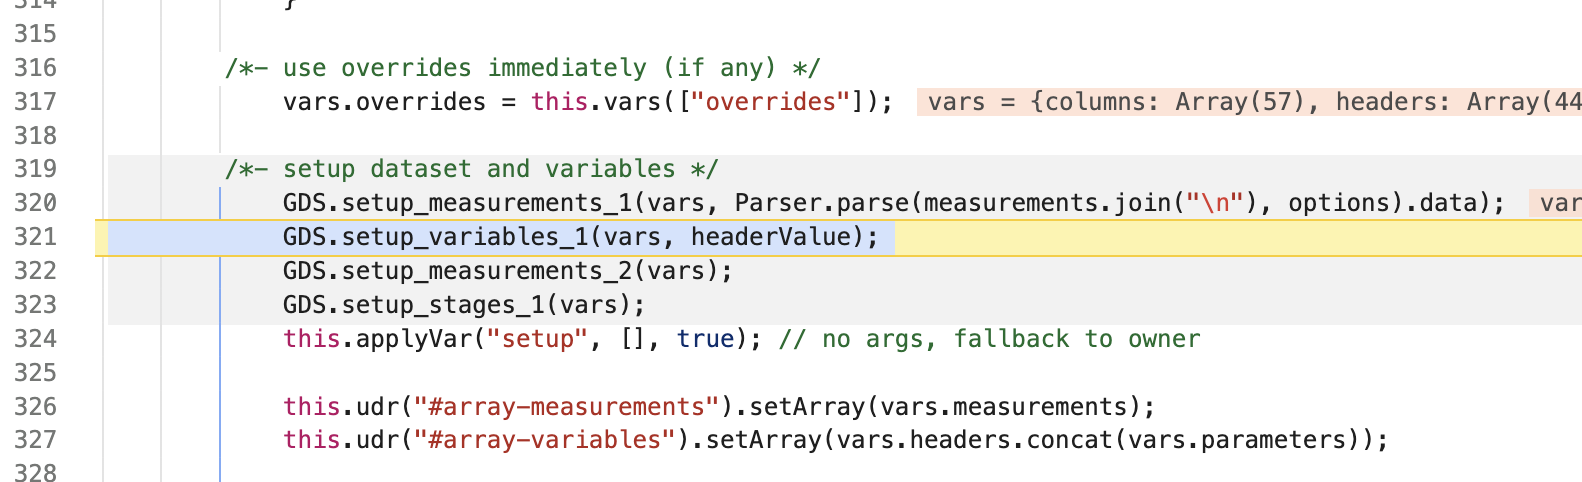 314 }
315
316 /*– use overrides immediately (if any) */
317 vars.overrides = this.vars(["overrides"]); vars = {columns: Array(57), headers: Array(44
318
319 /*– setup dataset and variables */
320 GDS.setup_measurements_1(vars, Parser.parse(measurements.join("\n"), options).data); var
321 GDS.setup_variables_1(vars, headerValue);
322 GDS.setup_measurements_2(vars);
323 GDS.setup_stages_1(vars);
324 this.applyVar("setup", [], true); // no args, fallback to owner
325
326 this.udr("#array-measurements").setArray(vars.measurements);
327 this.udr("#array-variables").setArray(vars.headers.concat(vars.parameters));
328